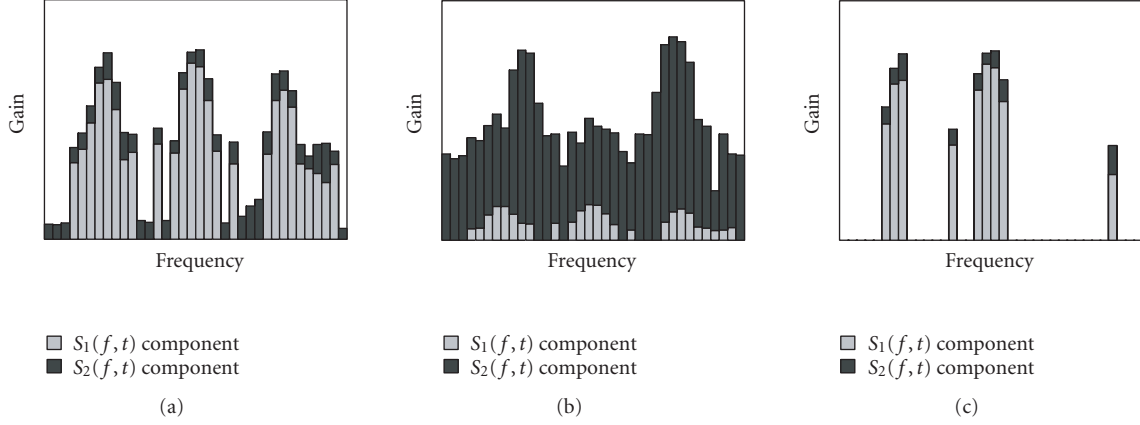 Gain
Frequency
S₁(f, t) component
S₂(f, t) component
(a)
Gain
Frequency
S₁(f, t) component
S₂(f, t) component
(b)
Gain
Frequency
S₁(f, t) component
S₂(f, t) component
(c)